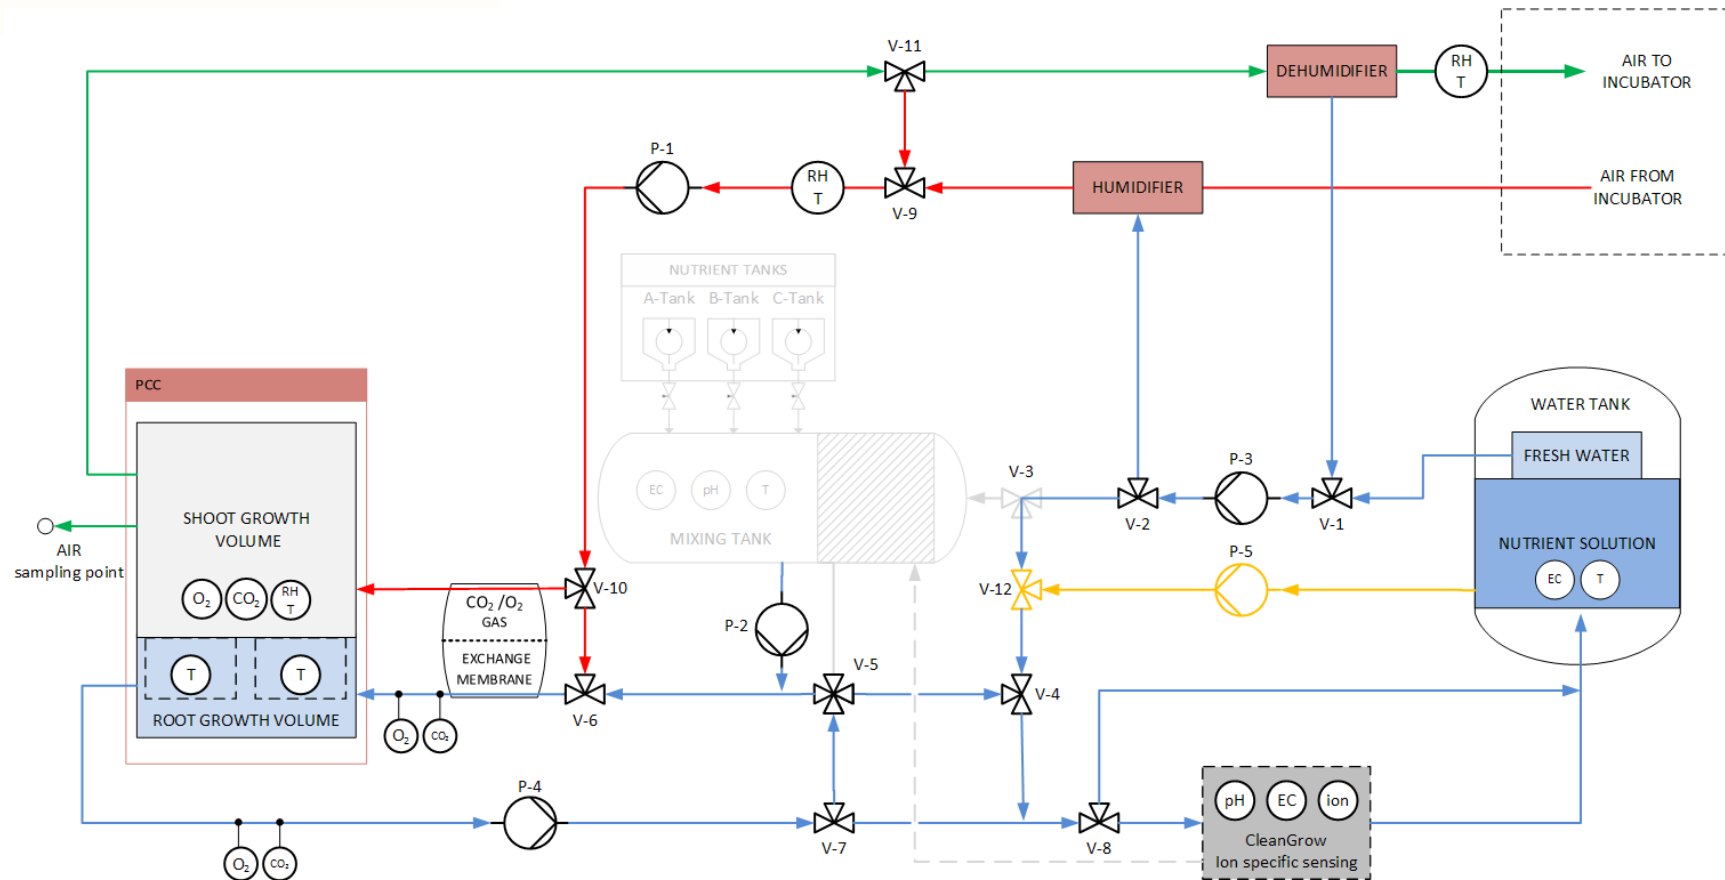 V-11
DEHUMIDIFIER
RH
T
AIR TO
INCUBATOR
P-1
RH
T
V-9
HUMIDIFIER
AIR FROM
INCUBATOR
NUTRIENT TANKS
A-Tank B-Tank C-Tank
PCC
WATER TANK
FRESH WATER
SHOOT GROWTH
VOLUME
AIR
sampling point
O₂ CO₂ RH
T
V-10
CO₂ /O₂
GAS
EXCHANGE
MEMBRANE
EC pH T
MIXING TANK
V-3
V-2
P-3
V-1
P-5
V-12
NUTRIENT SOLUTION
EC T
P-2
V-5
V-4
V-6
T T
ROOT GROWTH VOLUME
O₂ CO₂
P-4
V-7
V-8
pH EC ion
CleanGrow
Ion specific sensing
O₂ CO₂